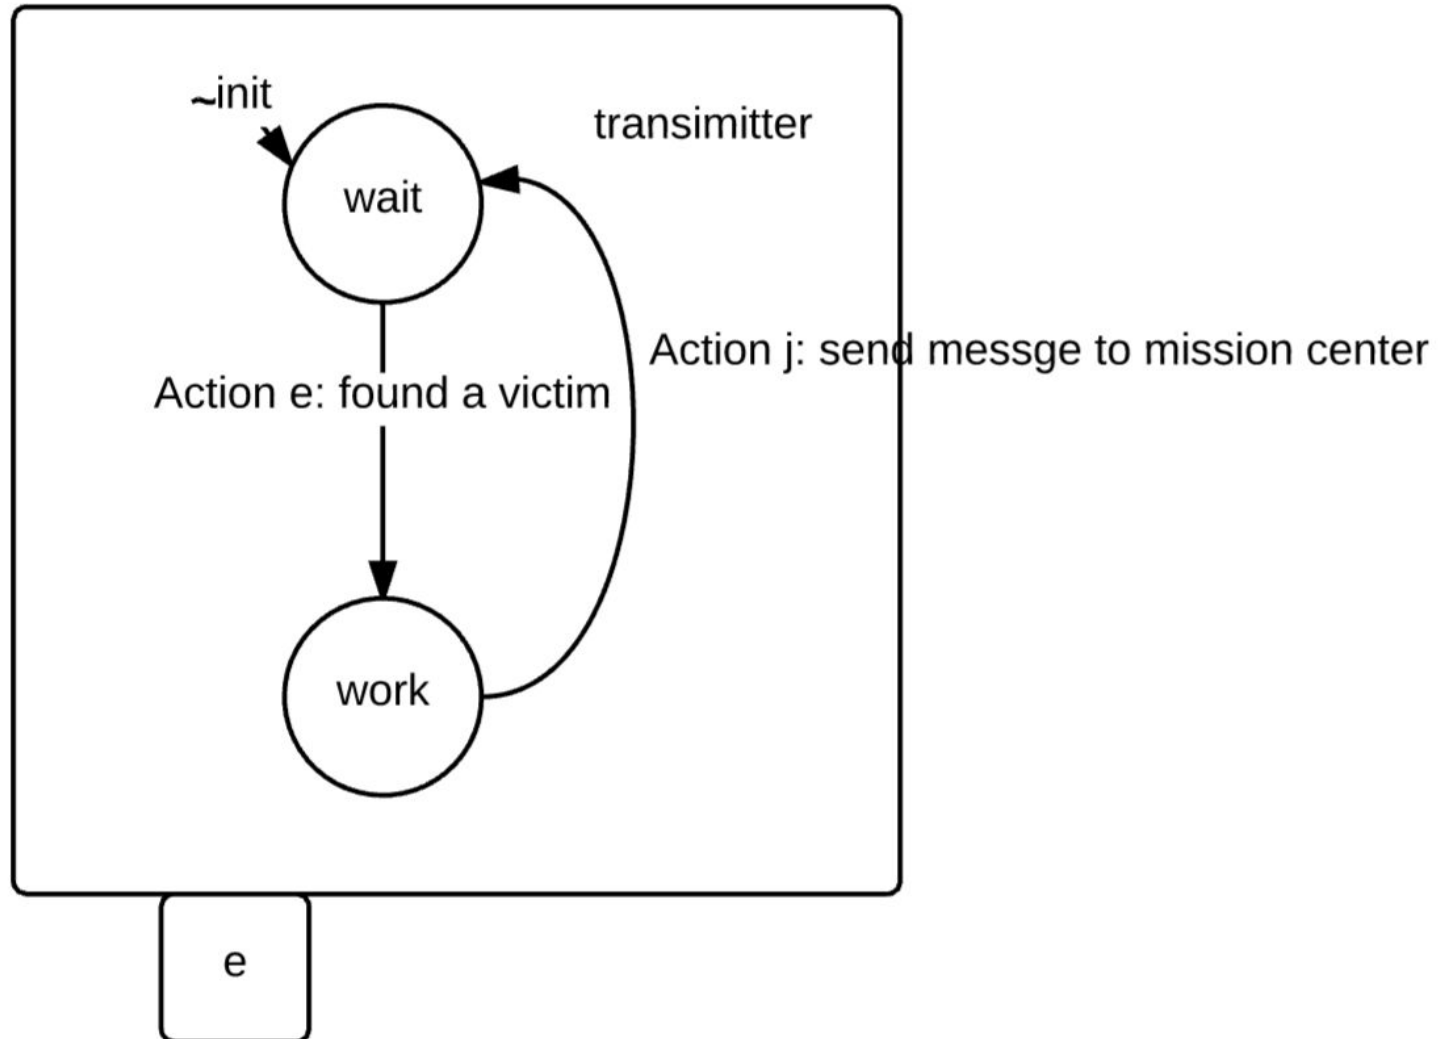 ~init
transimitter
wait
Action j: send messge to mission center
Action e: found a victim
work
e